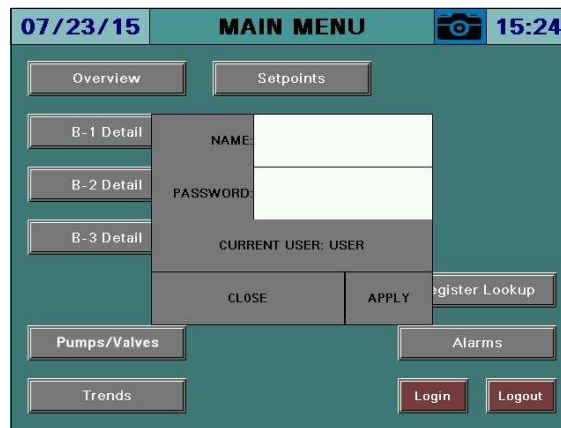 07/23/15 MAIN MENU 15:24
Overview Setpoints
B-1 Detail
NAME:
B-2 Detail
PASSWORD:
B-3 Detail
CURRENT USER: USER
CLOSE APPLY
egister Lookup
Pumps/Valves Alarms
Trends Login Logout